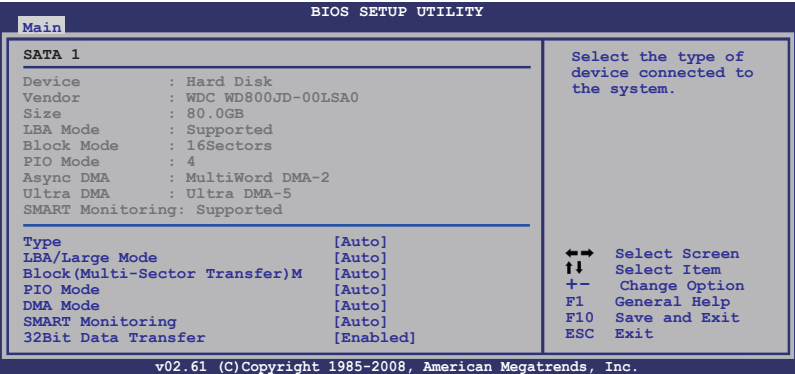 BIOS SETUP UTILITY
Main
SATA 1
Device : Hard Disk
Vendor : WDC WD800JD-00LSA0
Size : 80.0GB
LBA Mode : Supported
Block Mode : 16Sectors
PIO Mode : 4
Async DMA : MultiWord DMA-2
Ultra DMA : Ultra DMA-5
SMART Monitoring: Supported
Type [Auto]
LBA/Large Mode [Auto]
Block(Multi-Sector Transfer)M [Auto]
PIO Mode [Auto]
DMA Mode [Auto]
SMART Monitoring [Auto]
32Bit Data Transfer [Enabled]
Select the type of
device connected to
the system.
←→ Select Screen
↑↓ Select Item
+- Change Option
F1 General Help
F10 Save and Exit
ESC Exit
v02.61 (C)Copyright 1985-2008, American Megatrends, Inc.